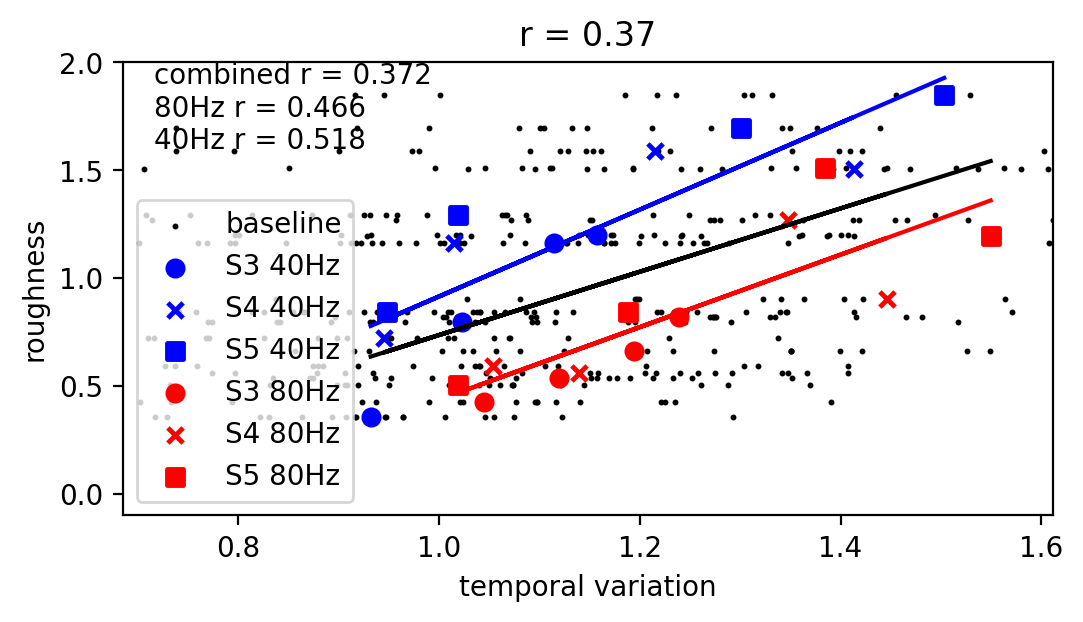 r = 0.37
combined r = 0.372
80Hz r = 0.466
40Hz r = 0.518
baseline
S3 40Hz
S4 40Hz
S5 40Hz
S3 80Hz
S4 80Hz
S5 80Hz
roughness
2.0
1.5
1.0
0.5
0.0
0.8 1.0 1.2 1.4 1.6
temporal variation